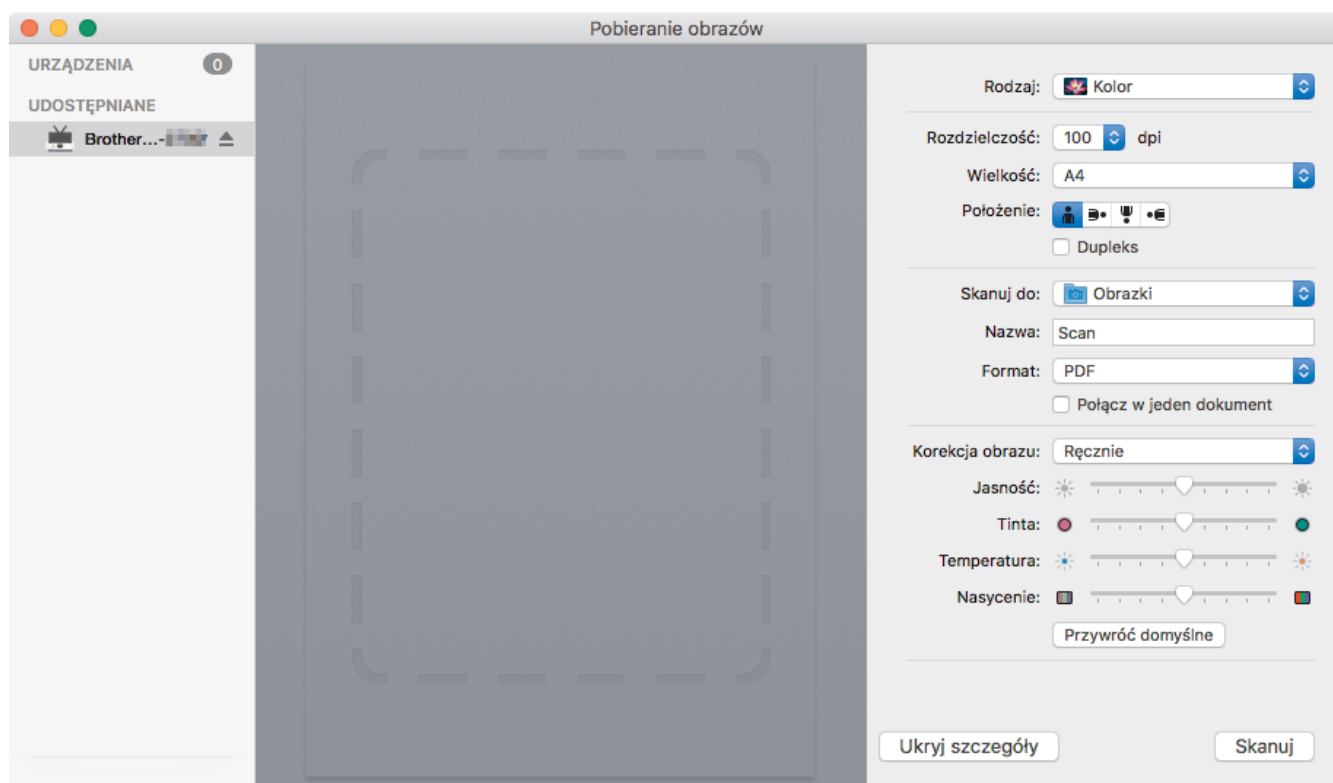 Pobieranie obrazów
URZĄDZENIA 0
UDOSTĘPNIANE
Brother...-
Rodzaj: Kolor
Rozdzielczość: 100 dpi
Wielkość: A4
Położenie:
Dupleks
Skanuj do: Obrazki
Nazwa: Scan
Format: PDF
Połącz w jeden dokument
Korekcja obrazu: Ręcznie
Jasność:
Tinta:
Temperatura:
Nasycenie:
Przywróć domyślne
Ukryj szczegóły Skanuj